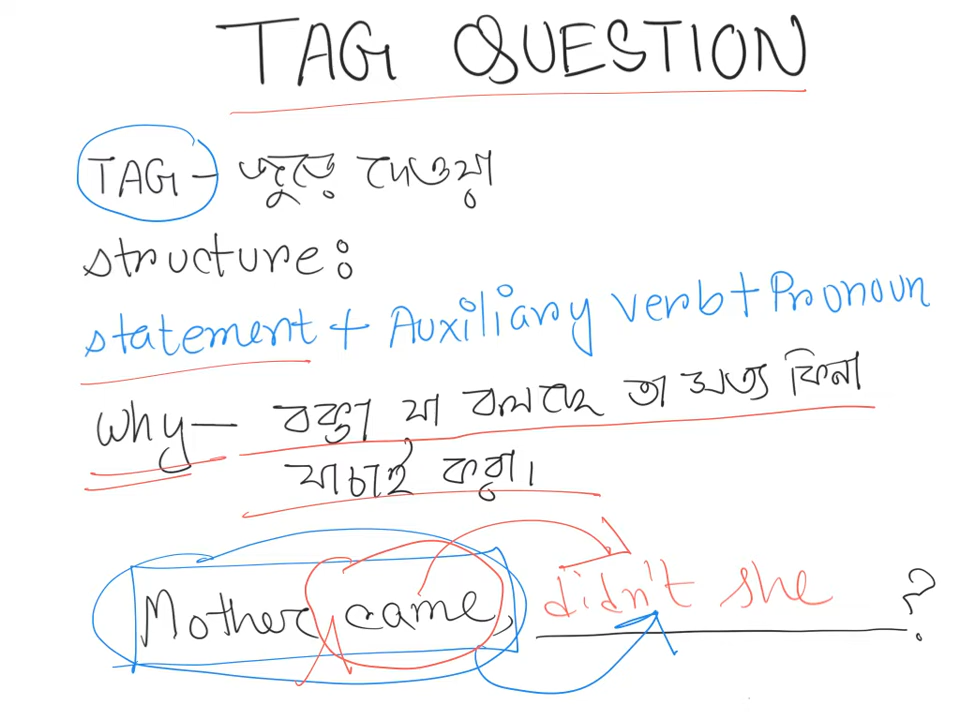 TAG QUESTION
TAG - জুড়ে দেওয়া
structure:
statement + Auxiliary verb + Pronoun
why - বক্তা যা বলছে তা সত্য কিনা
যাচাই করা।
Mother came, didn't she ?